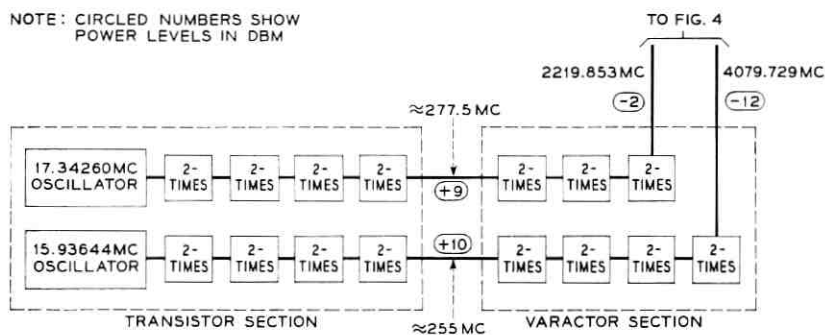 NOTE: CIRCLED NUMBERS SHOW
POWER LEVELS IN DBM
TO FIG. 4
2219.853MC
4079.729MC
-2
-12
≈277.5 MC
17.34260MC
OSCILLATOR
2-
TIMES
2-
TIMES
2-
TIMES
2-
TIMES
+9
2-
TIMES
2-
TIMES
2-
TIMES
15.93644MC
OSCILLATOR
2-
TIMES
2-
TIMES
2-
TIMES
2-
TIMES
+10
2-
TIMES
2-
TIMES
2-
TIMES
2-
TIMES
TRANSISTOR SECTION
≈255 MC
VARACTOR SECTION